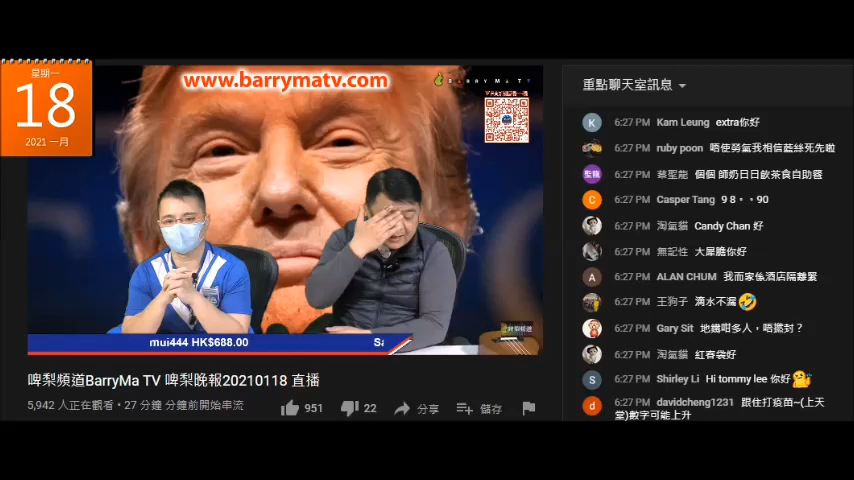 星期一
18
2021 一月
www.barrymatv.com
BARRYMATV
mui444 HK$688.00
Sa
啤梨頻道BarryMa TV 啤梨晚報20210118 直播
5,942 人正在觀看 • 27 分鐘 分鐘前開始串流
951
22
分享
儲存
重點聊天室訊息
K 6:27 PM Kam Leung extra你好
6:27 PM ruby poon 唔使勞氣我相信藍絲死先啦
6:27 PM 蔡聖龍 個個 師奶日日飲茶食自助餐
C 6:27 PM Casper Tang 9 8。。90
6:27 PM 淘氣貓 Candy Chan 好
6:27 PM 無記性 大犀膽你好
A 6:27 PM ALAN CHUM 我而家係酒店隔離緊
6:27 PM 王狗子 滴水不漏
6:27 PM Gary Sit 地鐵咁多人,唔攬封?
6:27 PM 淘氣貓 紅春袋好
S 6:27 PM Shirley Li Hi tommy lee 你好
d 6:27 PM davidcheng1231 跟住打疫苗~(上天
堂)數字可能上升